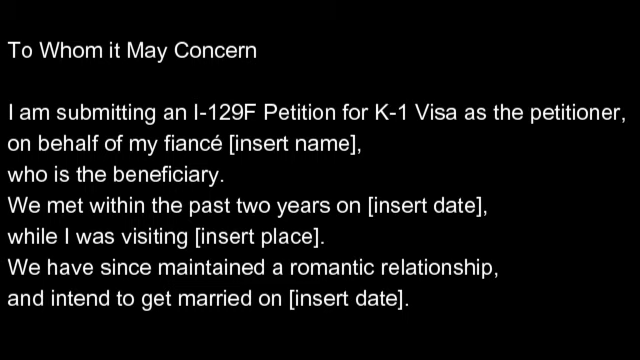 To Whom it May Concern
I am submitting an I-129F Petition for K-1 Visa as the petitioner,
on behalf of my fiancé [insert name],
who is the beneficiary.
We met within the past two years on [insert date],
while I was visiting [insert place].
We have since maintained a romantic relationship,
and intend to get married on [insert date].